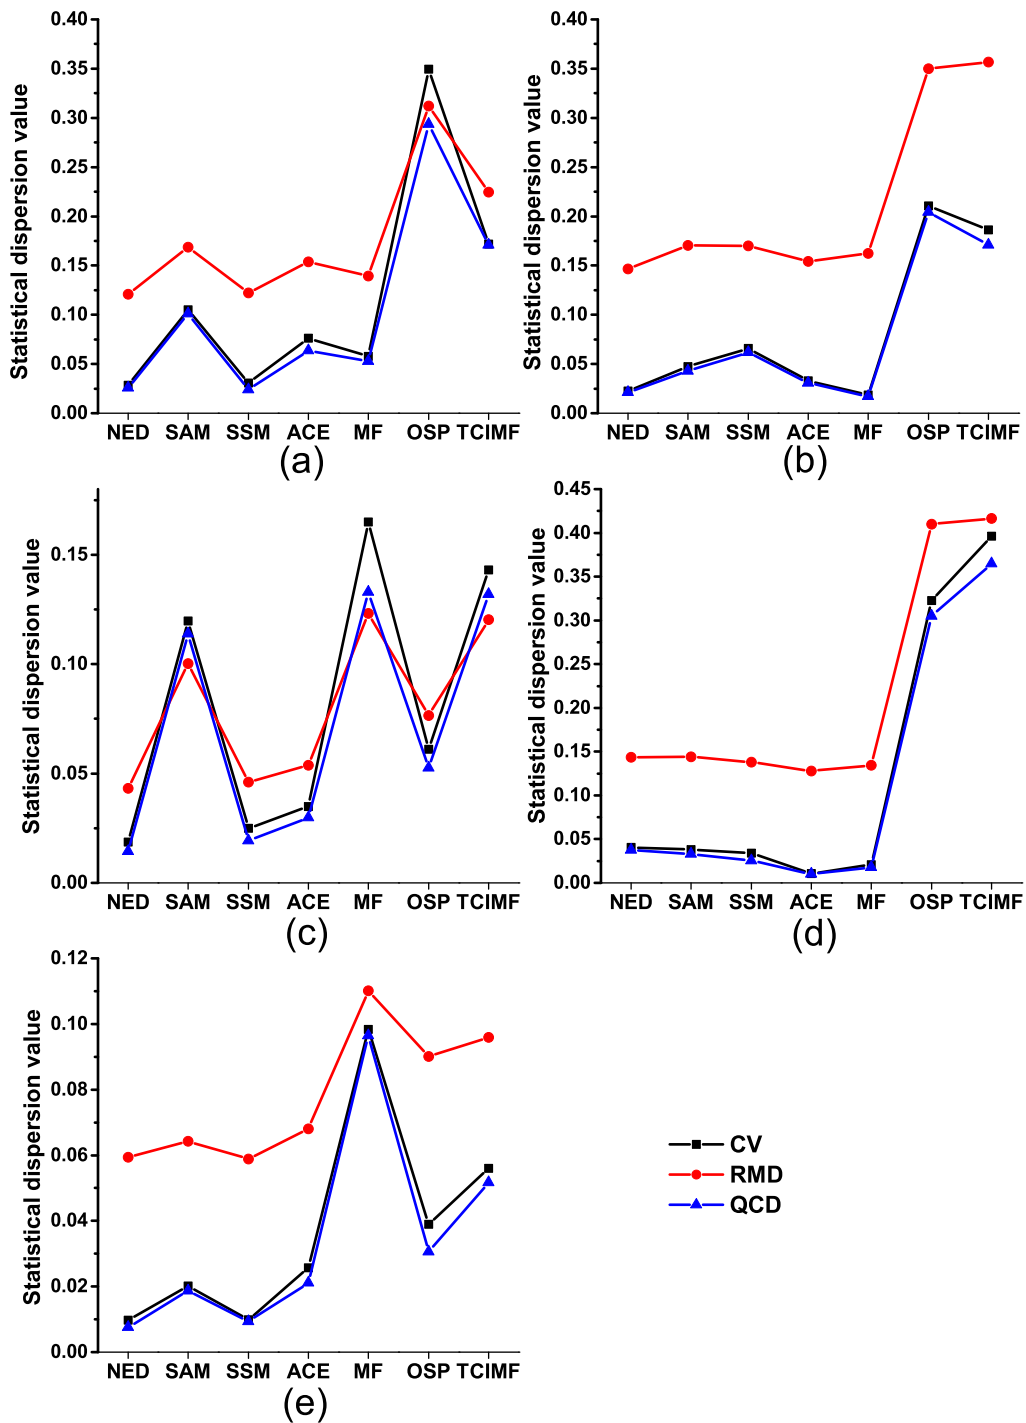 0.40
0.35
0.30
0.25
0.20
0.15
0.10
0.05
0.00
Statistical dispersion value
NED SAM SSM ACE MF OSP TCIMF
(a)
0.40
0.35
0.30
0.25
0.20
0.15
0.10
0.05
0.00
Statistical dispersion value
NED SAM SSM ACE MF OSP TCIMF
(b)
0.15
0.10
0.05
0.00
Statistical dispersion value
NED SAM SSM ACE MF OSP TCIMF
(c)
0.45
0.40
0.35
0.30
0.25
0.20
0.15
0.10
0.05
0.00
Statistical dispersion value
NED SAM SSM ACE MF OSP TCIMF
(d)
0.12
0.10
0.08
0.06
0.04
0.02
0.00
Statistical dispersion value
NED SAM SSM ACE MF OSP TCIMF
(e)
CV
RMD
QCD